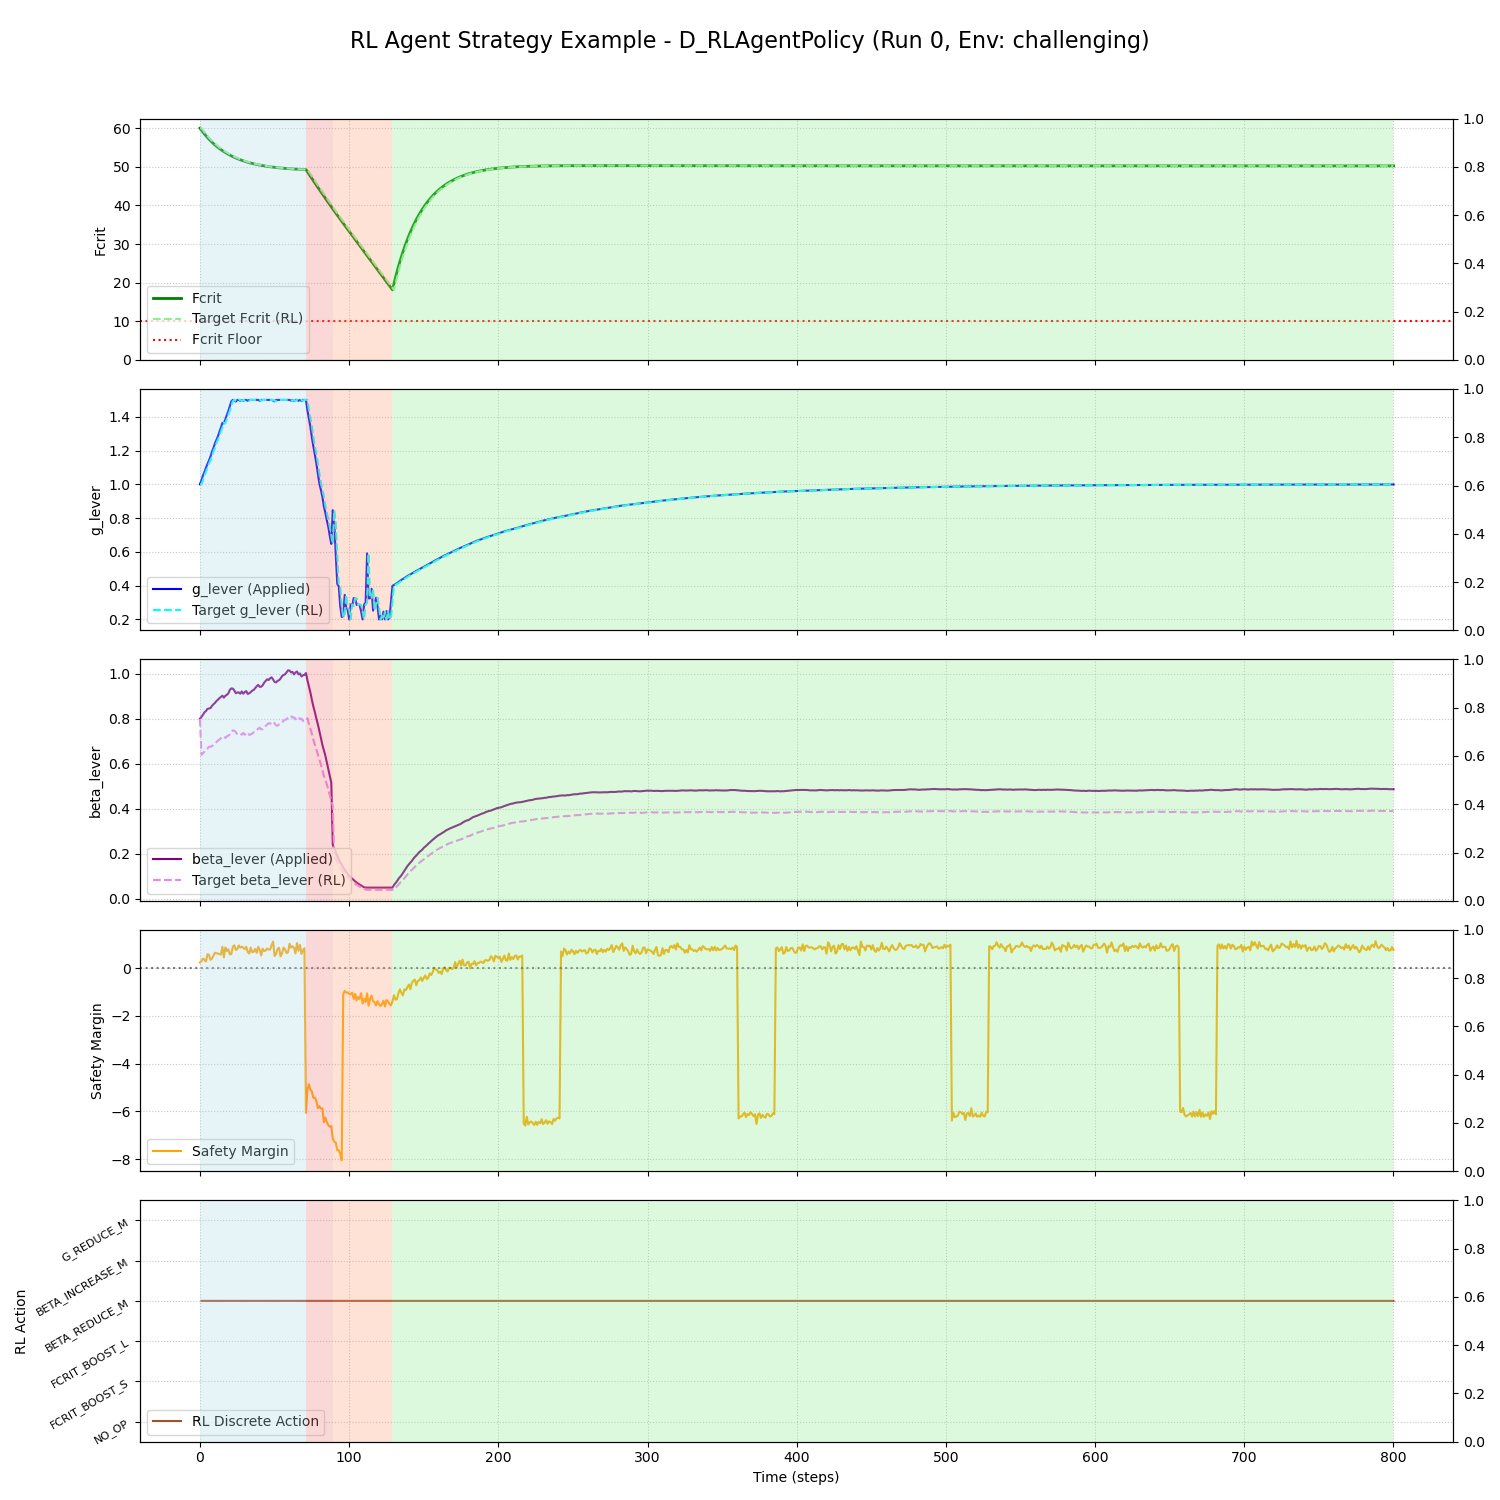 RL Agent Strategy Example - D_RLAgentPolicy (Run 0, Env: challenging)
Fcrit
60
50
40
30
20
10
0
1.0
0.8
0.6
0.4
0.2
0.0
Fcrit
Target Fcrit (RL)
Fcrit Floor
g_lever
1.4
1.2
1.0
0.8
0.6
0.4
0.2
1.0
0.8
0.6
0.4
0.2
0.0
g_lever (Applied)
Target g_lever (RL)
beta_lever
1.0
0.8
0.6
0.4
0.2
0.0
1.0
0.8
0.6
0.4
0.2
0.0
beta_lever (Applied)
Target beta_lever (RL)
Safety Margin
0
−2
−4
−6
−8
1.0
0.8
0.6
0.4
0.2
0.0
Safety Margin
RL Action
G_REDUCE_M
BETA_INCREASE_M
BETA_REDUCE_M
FCRIT_BOOST_L
FCRIT_BOOST_S
NO_OP
1.0
0.8
0.6
0.4
0.2
0.0
RL Discrete Action
0 100 200 300 400 500 600 700 800
Time (steps)